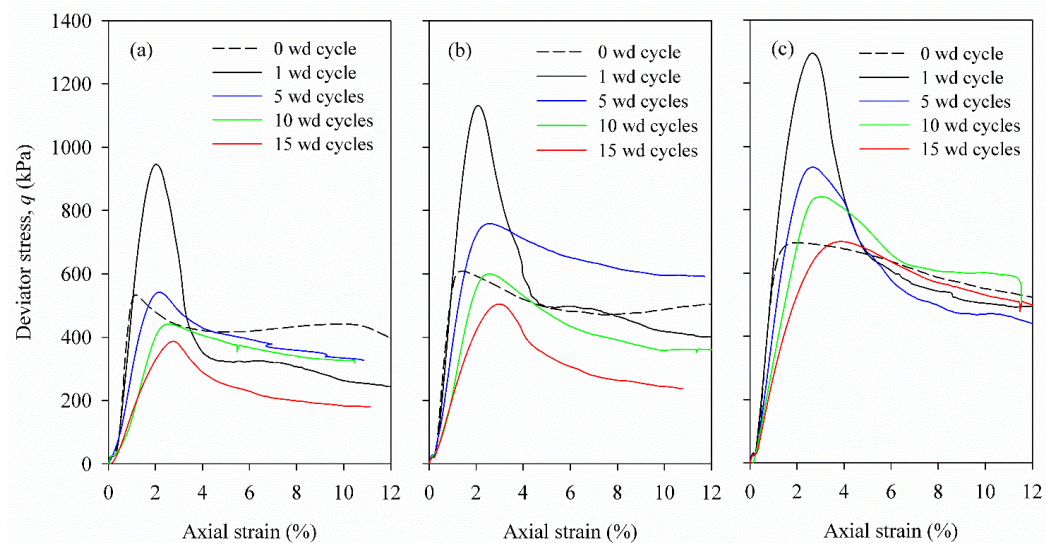 1400
1200
1000
800
600
400
200
0
Deviator stress, q (kPa)
(a)
0 wd cycle
1 wd cycle
5 wd cycles
10 wd cycles
15 wd cycles
0 2 4 6 8 10 12
Axial strain (%)
(b)
0 wd cycle
1 wd cycle
5 wd cycles
10 wd cycles
15 wd cycles
0 2 4 6 8 10 12
Axial strain (%)
(c)
0 wd cycle
1 wd cycle
5 wd cycles
10 wd cycles
15 wd cycles
0 2 4 6 8 10 12
Axial strain (%)